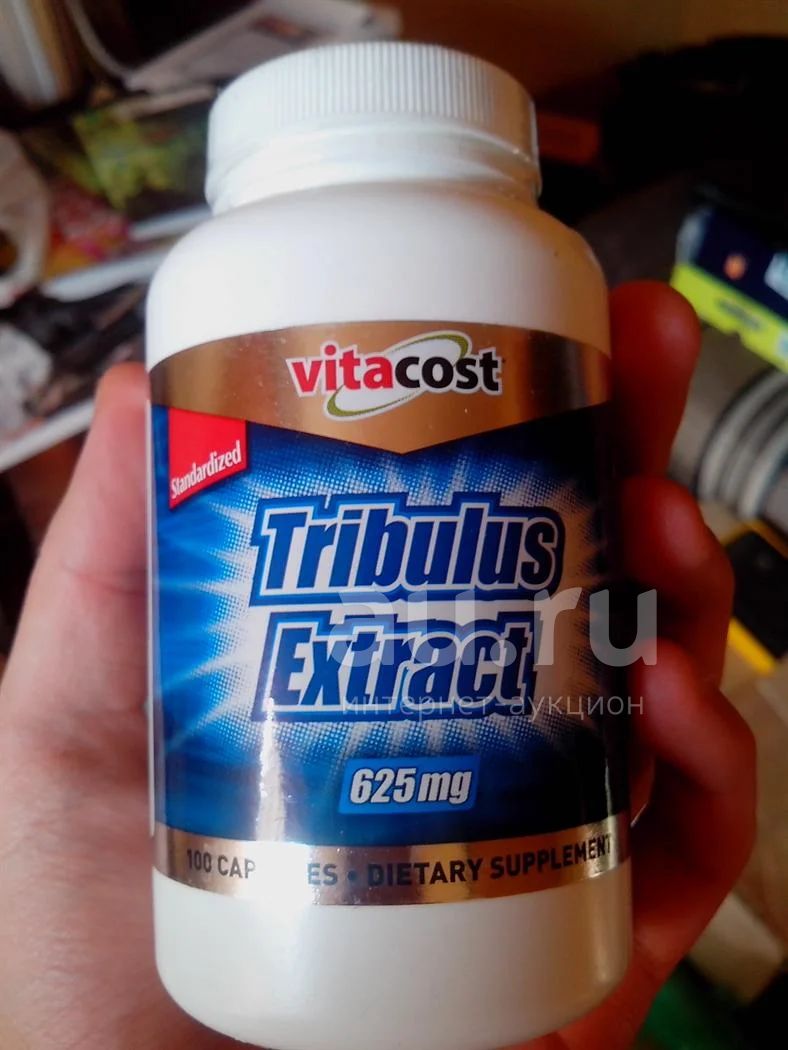 vitacost
Standardized
Tribulus
Extract
au.ru
интернет-аукцион
625mg
100 CAP ES • DIETARY SUPPLEMENT